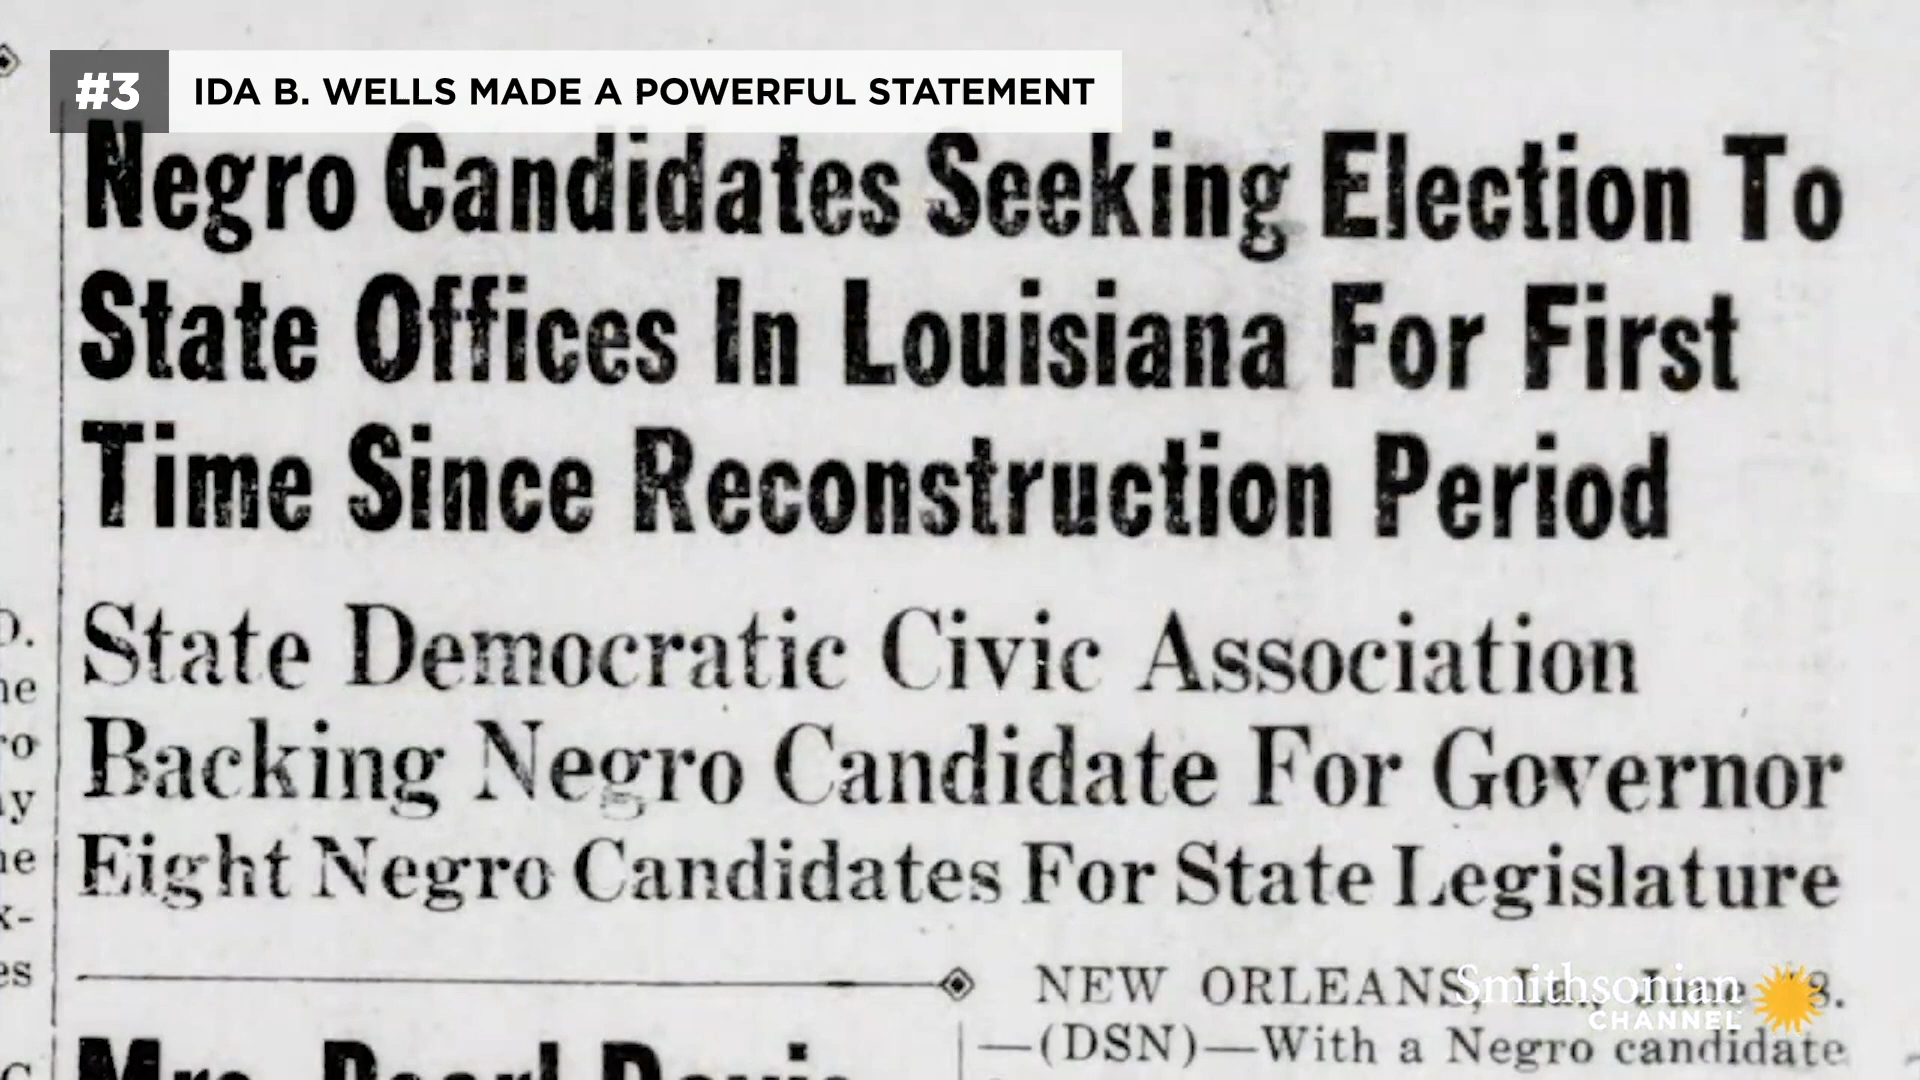 #3 IDA B. WELLS MADE A POWERFUL STATEMENT
Negro Candidates Seeking Election To
State Offices In Louisiana For First
Time Since Reconstruction Period
State Democratic Civic Association
Backing Negro Candidate For Governor
Eight Negro Candidates For State Legislature
NEW ORLEANS, La., June
—(DSN)—With a Negro candidate
Smithsonian
CHANNEL